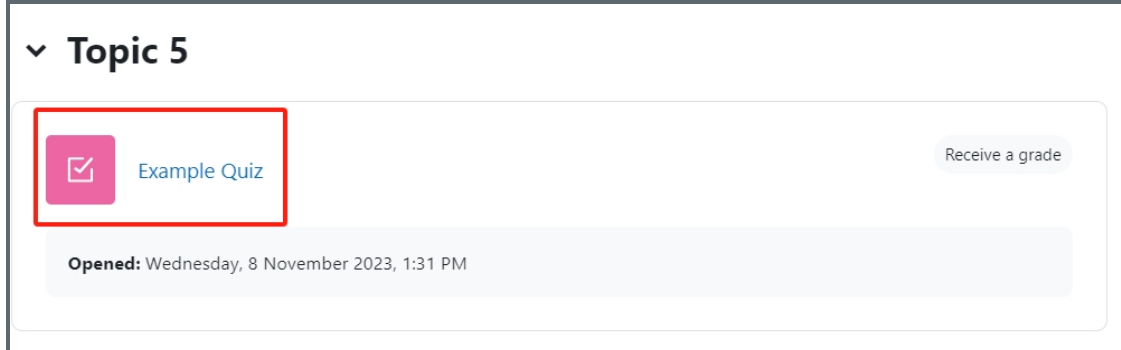 Topic 5
Example Quiz
Receive a grade
Opened: Wednesday, 8 November 2023, 1:31 PM